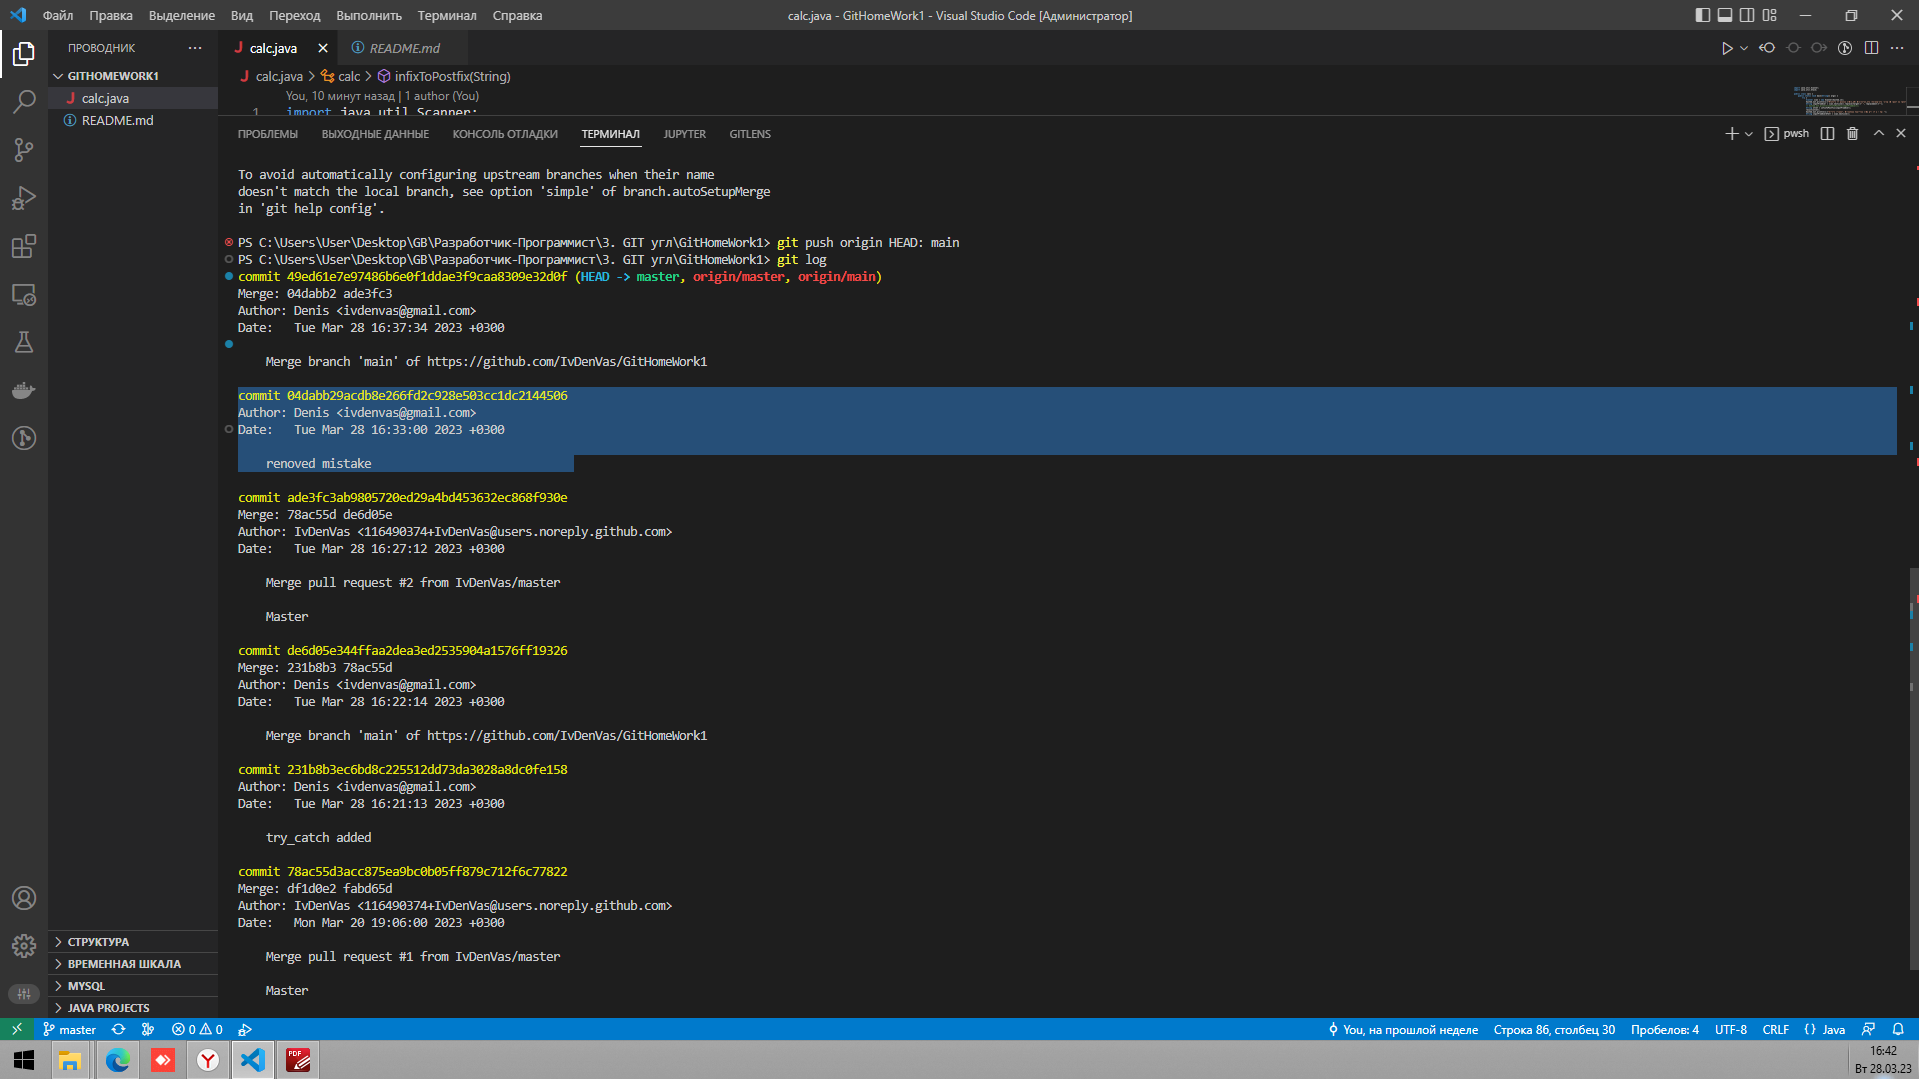 Файл Правка Выделение Вид Переход Выполнить Терминал Справка
calc.java - GitHomeWork1 - Visual Studio Code [Администратор]
ПРОВОДНИК
calc.java
README.md
GITHOMEWORK1
calc.java
README.md
calc.java > calc > infixToPostfix(String)
You, 10 минут назад | 1 author (You)
1 import java.util.Scanner;
ПРОБЛЕМЫ ВЫХОДНЫЕ ДАННЫЕ КОНСОЛЬ ОТЛАДКИ ТЕРМИНАЛ JUPYTER GITLENS
pwsh
To avoid automatically configuring upstream branches when their name
doesn't match the local branch, see option 'simple' of branch.autoSetupMerge
in 'git help config'.
PS C:\Users\User\Desktop\GB\Разработчик-Программист\3. GIT угл\GitHomeWork1> git push origin HEAD: main
PS C:\Users\User\Desktop\GB\Разработчик-Программист\3. GIT угл\GitHomeWork1> git log
commit 49ed61e7e97486b6e0f1ddae3f9caa8309e32d0f (HEAD -> master, origin/master, origin/main)
Merge: 04dabb2 ade3fc3
Author: Denis <ivdenvas@gmail.com>
Date:   Tue Mar 28 16:37:34 2023 +0300
Merge branch 'main' of https://github.com/IvDenVas/GitHomeWork1
commit 04dabb29acdb8e266fd2c928e503cc1dc2144506
Author: Denis <ivdenvas@gmail.com>
Date:   Tue Mar 28 16:33:00 2023 +0300
renoved mistake
commit ade3fc3ab9805720ed29a4bd453632ec868f930e
Merge: 78ac55d de6d05e
Author: IvDenVas <116490374+IvDenVas@users.noreply.github.com>
Date:   Tue Mar 28 16:27:12 2023 +0300
Merge pull request #2 from IvDenVas/master
Master
commit de6d05e344ffaa2dea3ed2535904a1576ff19326
Merge: 231b8b3 78ac55d
Author: Denis <ivdenvas@gmail.com>
Date:   Tue Mar 28 16:22:14 2023 +0300
Merge branch 'main' of https://github.com/IvDenVas/GitHomeWork1
commit 231b8b3ec6bd8c225512dd73da3028a8dc0fe158
Author: Denis <ivdenvas@gmail.com>
Date:   Tue Mar 28 16:21:13 2023 +0300
try_catch added
commit 78ac55d3acc875ea9bc0b05ff879c712f6c77822
Merge: df1d0e2 fabd65d
Author: IvDenVas <116490374+IvDenVas@users.noreply.github.com>
Date:   Mon Mar 20 19:06:00 2023 +0300
Merge pull request #1 from IvDenVas/master
Master
СТРУКТУРА
ВРЕМЕННАЯ ШКАЛА
MYSQL
JAVA PROJECTS
master 0 0
You, на прошлой неделе Строка 86, столбец 30 Пробелов: 4 UTF-8 CRLF {} Java
PDF
16:42
Вт 28.03.23